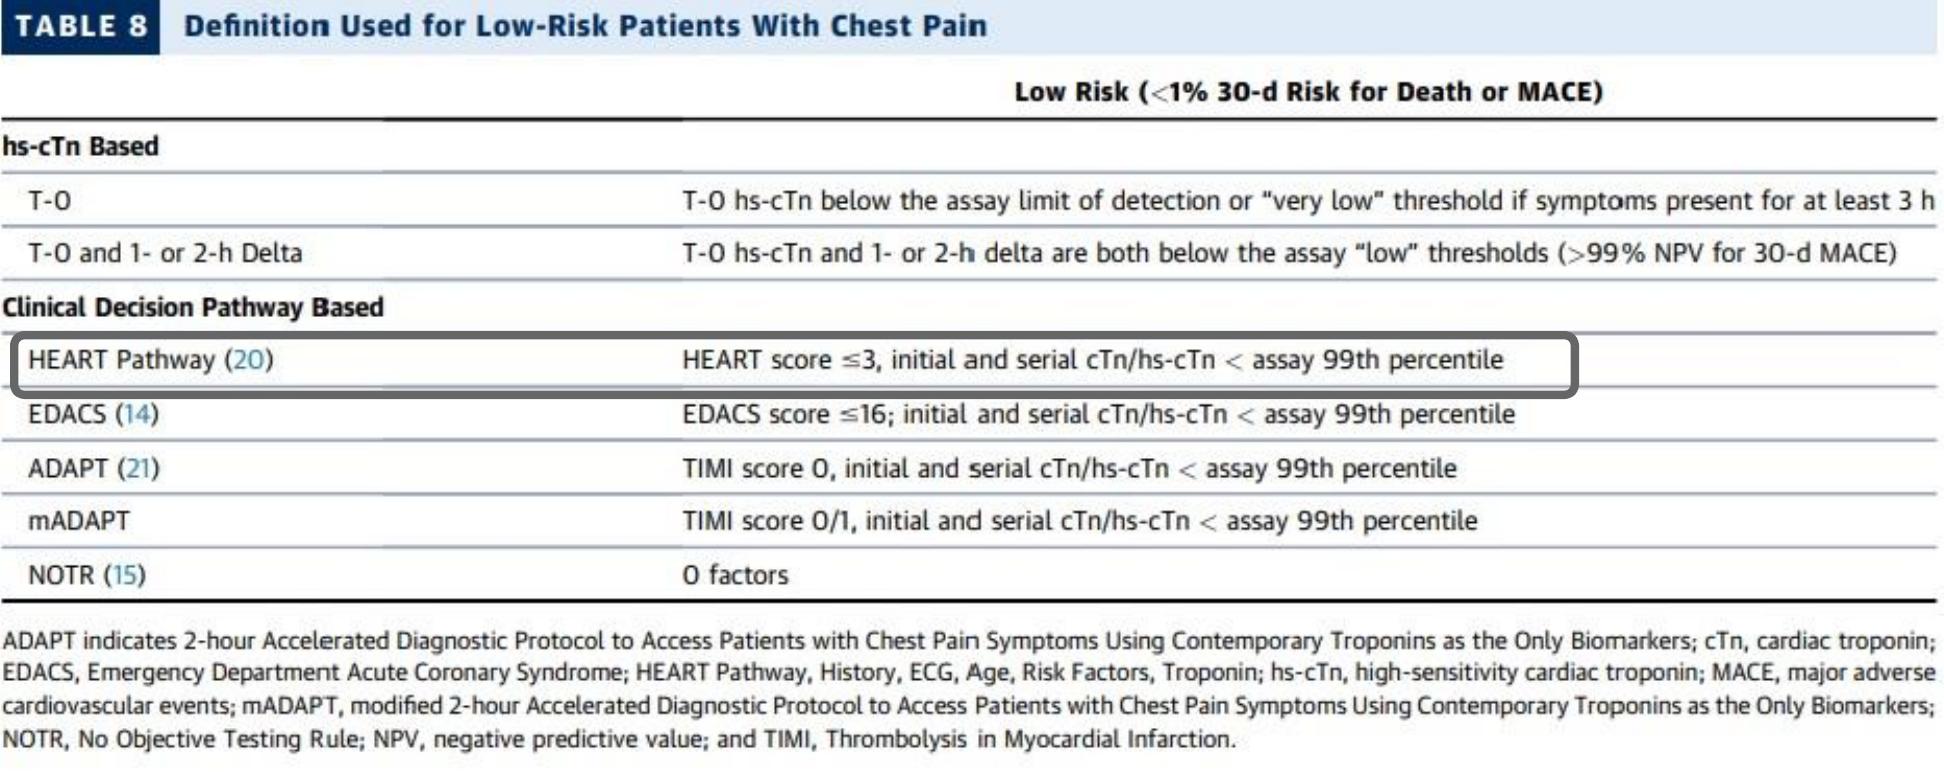 TABLE 8 Definition Used for Low-Risk Patients With Chest Pain
Low Risk (<1% 30-d Risk for Death or MACE)
hs-cTn Based
T-0 T-0 hs-cTn below the assay limit of detection or “very low” threshold if symptoms present for at least 3 h
T-0 and 1- or 2-h Delta T-0 hs-cTn and 1- or 2-h delta are both below the assay “low” thresholds (>99% NPV for 30-d MACE)
Clinical Decision Pathway Based
HEART Pathway (20) HEART score ≤3, initial and serial cTn/hs-cTn < assay 99th percentile
EDACS (14) EDACS score ≤16; initial and serial cTn/hs-cTn < assay 99th percentile
ADAPT (21) TIMI score 0, initial and serial cTn/hs-cTn < assay 99th percentile
mADAPT TIMI score 0/1, initial and serial cTn/hs-cTn < assay 99th percentile
NOTR (15) 0 factors
ADAPT indicates 2-hour Accelerated Diagnostic Protocol to Access Patients with Chest Pain Symptoms Using Contemporary Troponins as the Only Biomarkers; cTn, cardiac troponin;
EDACS, Emergency Department Acute Coronary Syndrome; HEART Pathway, History, ECG, Age, Risk Factors, Troponin; hs-cTn, high-sensitivity cardiac troponin; MACE, major adverse
cardiovascular events; mADAPT, modified 2-hour Accelerated Diagnostic Protocol to Access Patients with Chest Pain Symptoms Using Contemporary Troponins as the Only Biomarkers;
NOTR, No Objective Testing Rule; NPV, negative predictive value; and TIMI, Thrombolysis in Myocardial Infarction.